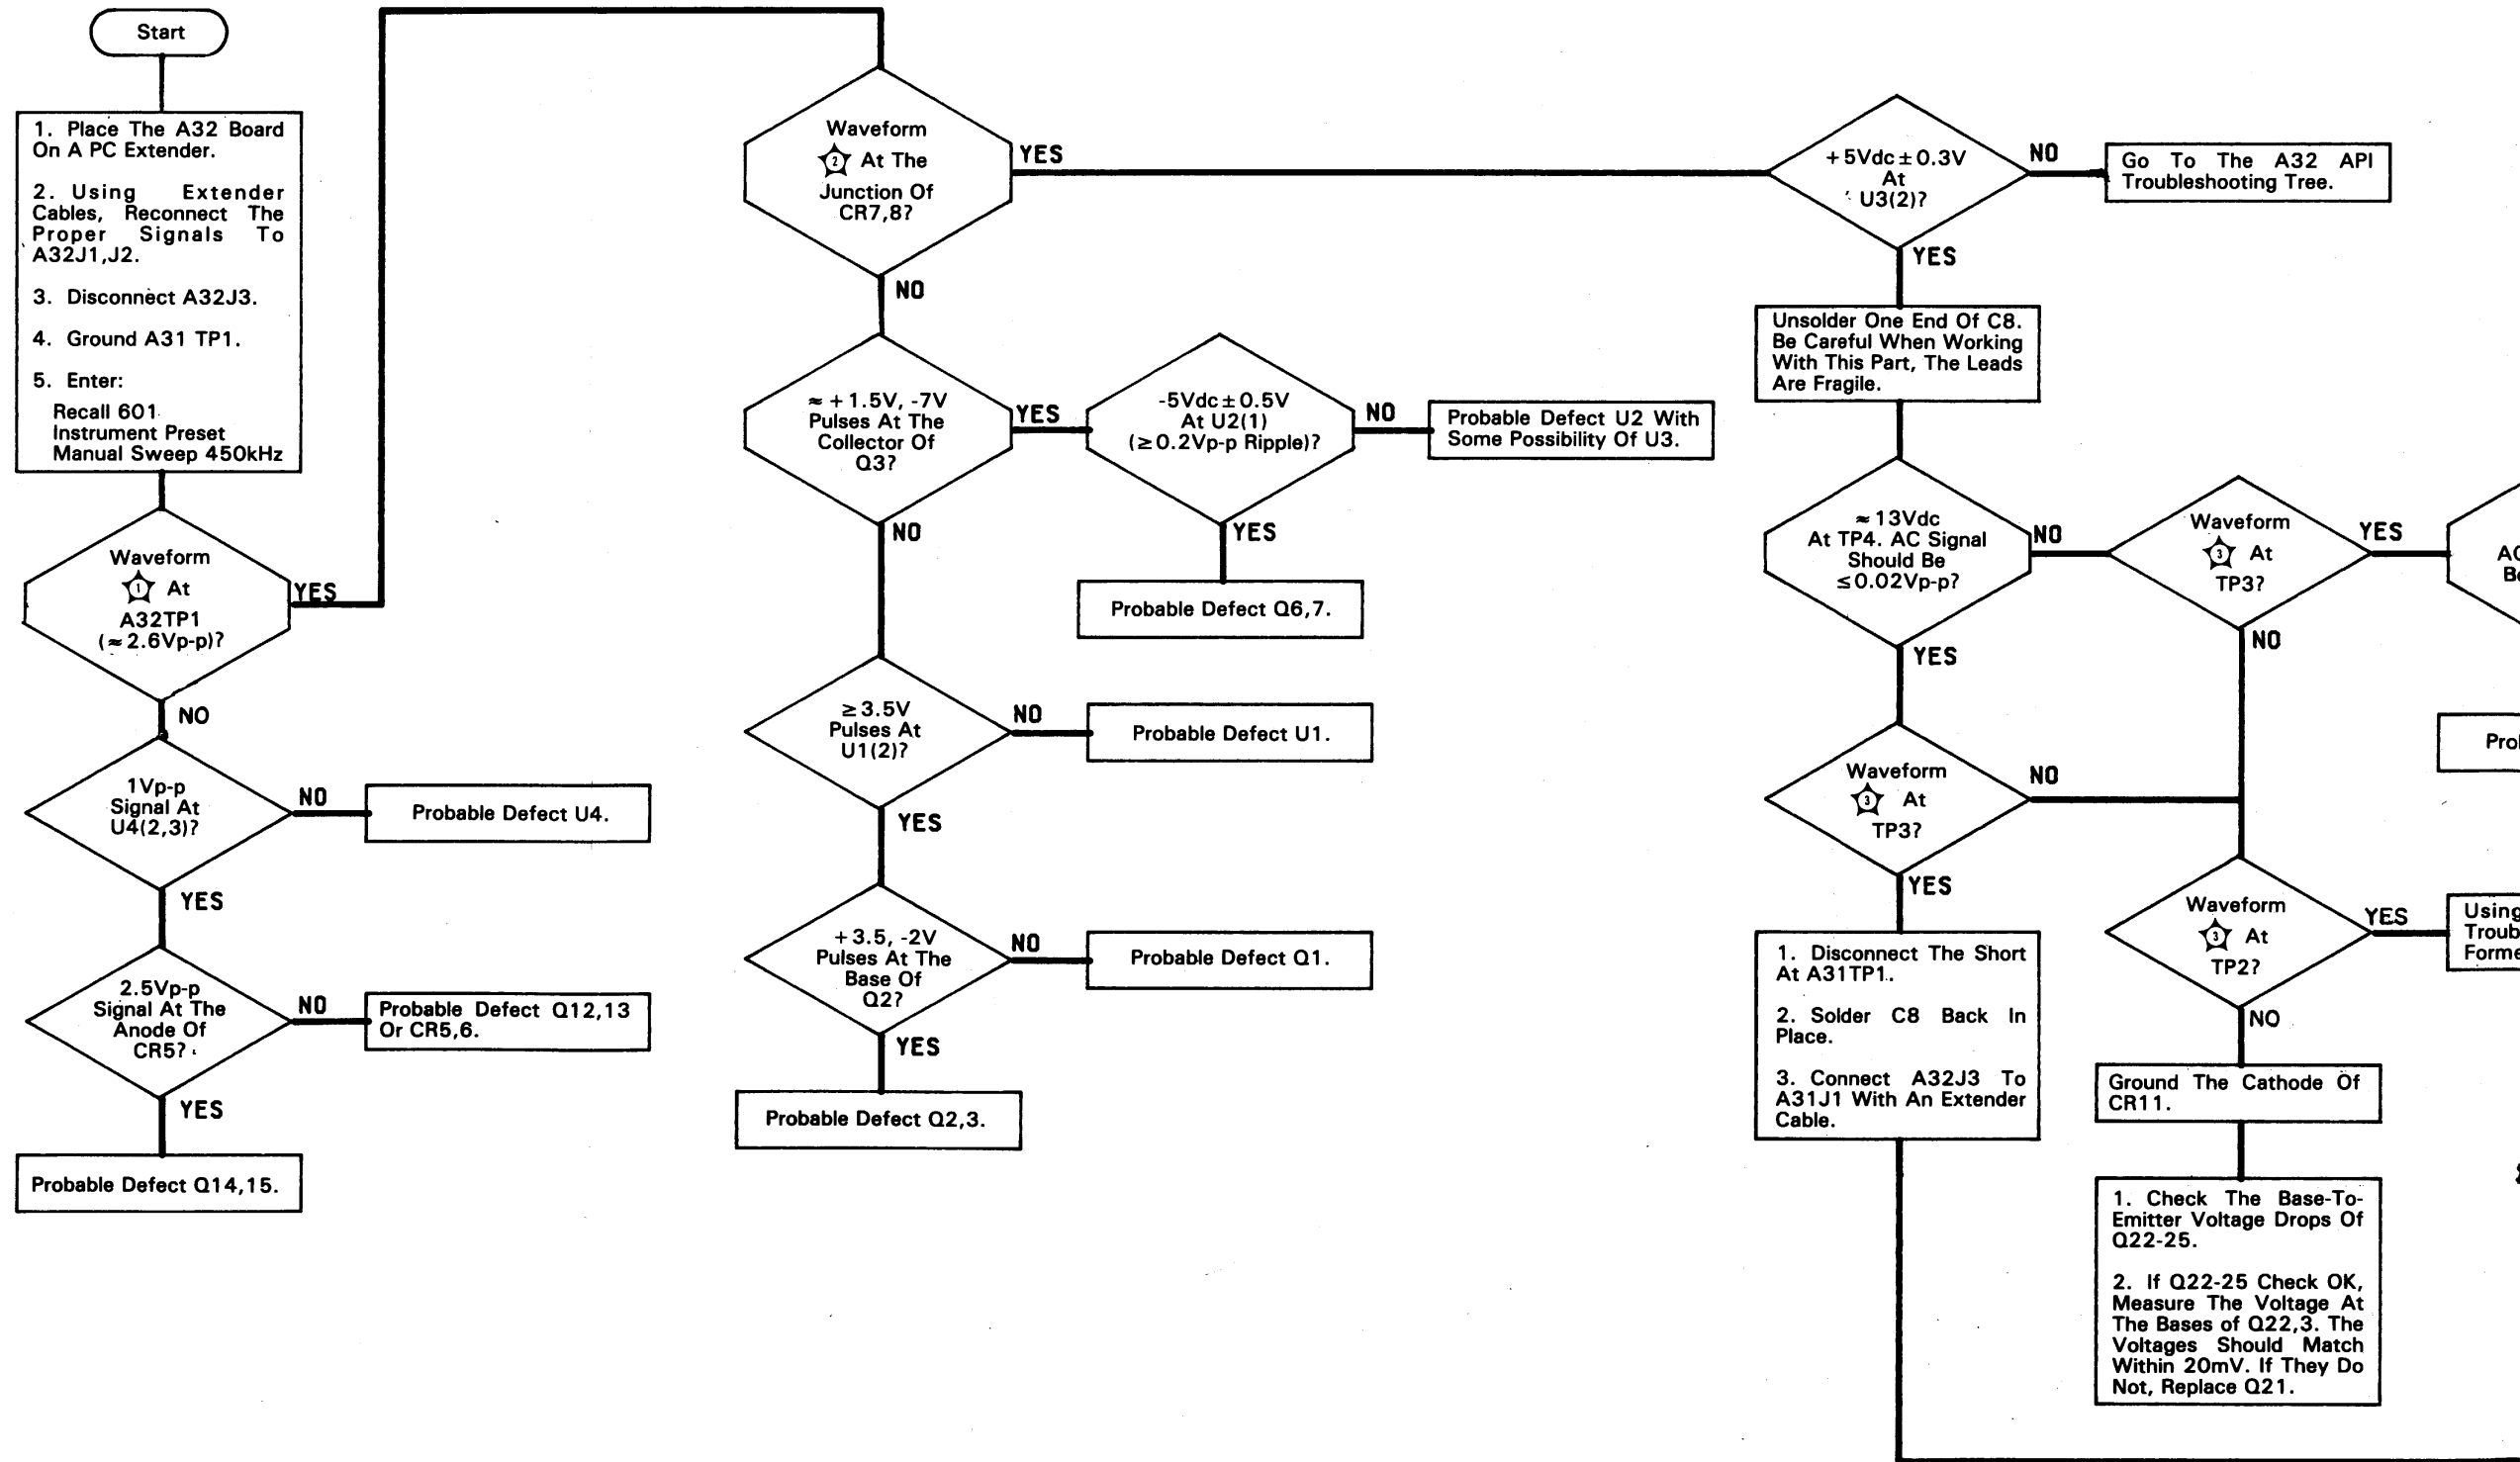 Start
1. Place The A32 Board
On A PC Extender.
2. Using Extender
Cables, Reconnect The
Proper Signals To
A32J1,J2.
3. Disconnect A32J3.
4. Ground A31 TP1.
5. Enter:
Recall 601
Instrument Preset
Manual Sweep 450kHz
Waveform
1 At
A32TP1
(≈2.6Vp-p)?
YES
NO
1Vp-p
Signal At
U4(2,3)?
NO
Probable Defect U4.
YES
2.5Vp-p
Signal At The
Anode Of
CR5?
NO
Probable Defect Q12,13
Or CR5,6.
YES
Probable Defect Q14,15.
Waveform
2 At The
Junction Of
CR7,8?
YES
NO
≈+1.5V, -7V
Pulses At The
Collector Of
Q3?
YES
-5Vdc±0.5V
At U2(1)
(≥0.2Vp-p Ripple)?
NO
Probable Defect U2 With
Some Possibility Of U3.
YES
Probable Defect Q6,7.
NO
≥3.5V
Pulses At
U1(2)?
NO
Probable Defect U1.
YES
+3.5, -2V
Pulses At The
Base Of
Q2?
NO
Probable Defect Q1.
YES
Probable Defect Q2,3.
+5Vdc±0.3V
At
U3(2)?
NO
Go To The A32 API
Troubleshooting Tree.
YES
Unsolder One End Of C8.
Be Careful When Working
With This Part, The Leads
Are Fragile.
≈13Vdc
At TP4. AC Signal
Should Be
≤0.02Vp-p?
NO
Waveform
3 At
TP3?
YES
NO
YES
Waveform
3 At
TP3?
NO
YES
1. Disconnect The Short
At A31TP1.
2. Solder C8 Back In
Place.
3. Connect A32J3 To
A31J1 With An Extender
Cable.
Waveform
3 At
TP2?
YES
Using
NO
Ground The Cathode Of
CR11.
1. Check The Base-To-
Emitter Voltage Drops Of
Q22-25.
2. If Q22-25 Check OK,
Measure The Voltage At
The Bases of Q22,3. The
Voltages Should Match
Within 20mV. If They Do
Not, Replace Q21.